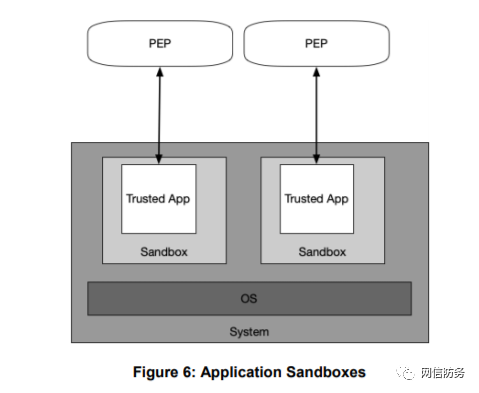 PEP
PEP
Trusted App
Trusted App
Sandbox
Sandbox
OS
System
Figure 6: Application Sandboxes
网信防务